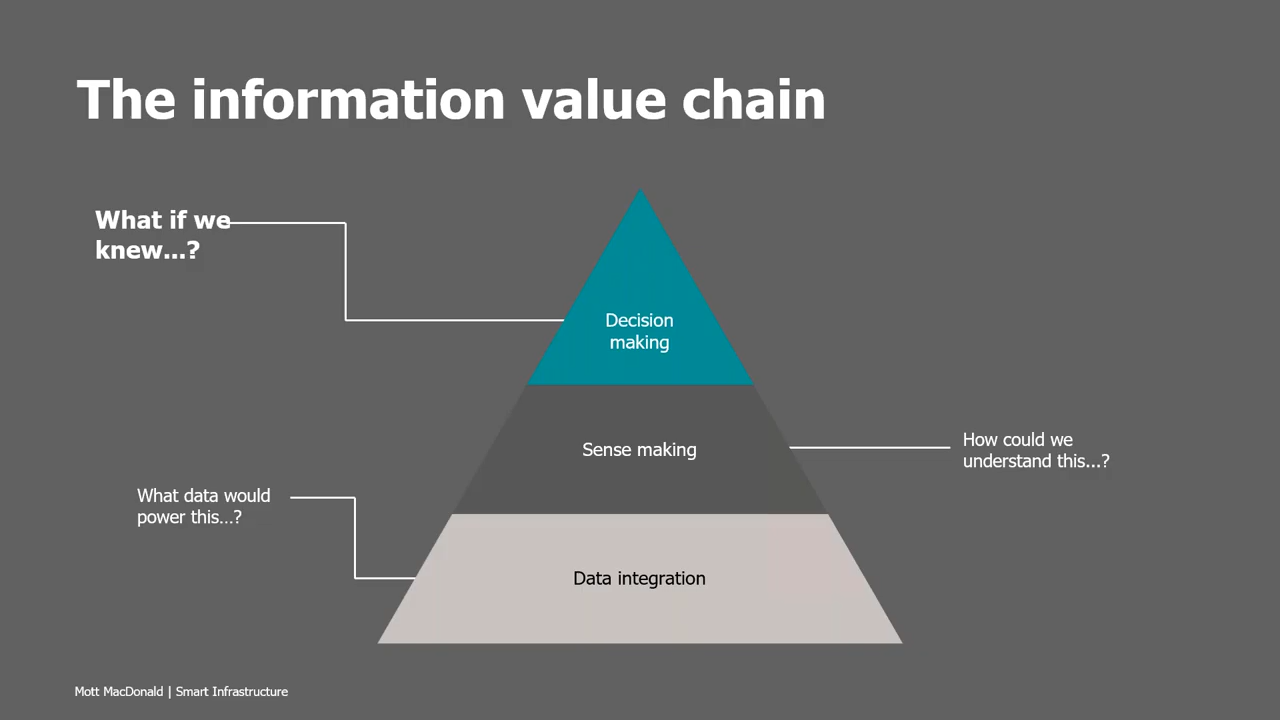 The information value chain
What if we
knew...?
Decision
making
Sense making
How could we
understand this...?
What data would
power this...?
Data integration
Mott MacDonald | Smart Infrastructure